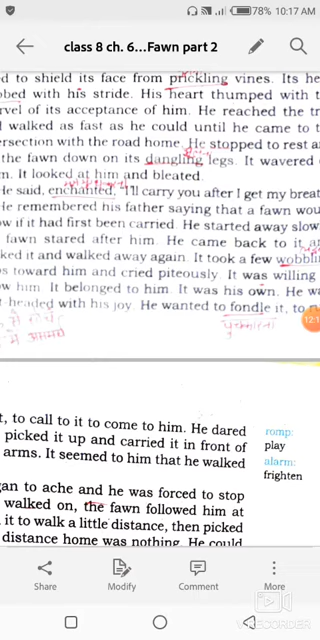 78% 10:17 AM
class 8 ch. 6...Fawn part 2
ed to shield its face from prickling vines. Its he
bbed with his stride. His heart thumped with t
rvel of its acceptance of him. He reached the tr
l walked as fast as he could until he came to t
ersection with the road home. He stopped to rest a
the fawn down on its dangling legs. It wavered
m. It looked at him and bleated.
He said, enchanted, 'I'll carry you after I get my breat
He remembered his father saying that a fawn wou
ow if it had first been carried. He started away slow
fawn stared after him. He came back to it a
ked it and walked away again. It took a few wobblin
os toward him and cried piteously. It was willing
ow him. It belonged to him. It was his own. He wa
t headed with his joy. He wanted to fondle it, to
12:1
पुचकारना
t, to call to it to come to him. He dared
picked it up and carried it in front of
arms. It seemed to him that he walked
romp:
play
alarm:
frighten
gan to ache and he was forced to stop
walked on, the fawn followed him at
it to walk a little distance, then picked
distance home was nothing. He could
Share
Modify
Comment
More
RECORDER